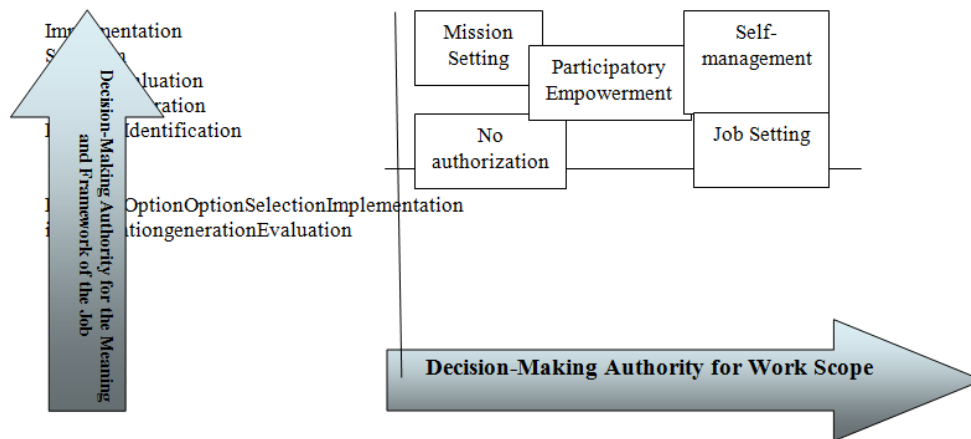 Implementation
Identification
OptionOptionSelectionImplementation
generationEvaluation
Decision-Making Authority for the Meaning
and Framework of the Job
Mission
Setting
Participatory
Empowerment
Self-
management
No
authorization
Job Setting
Decision-Making Authority for Work Scope